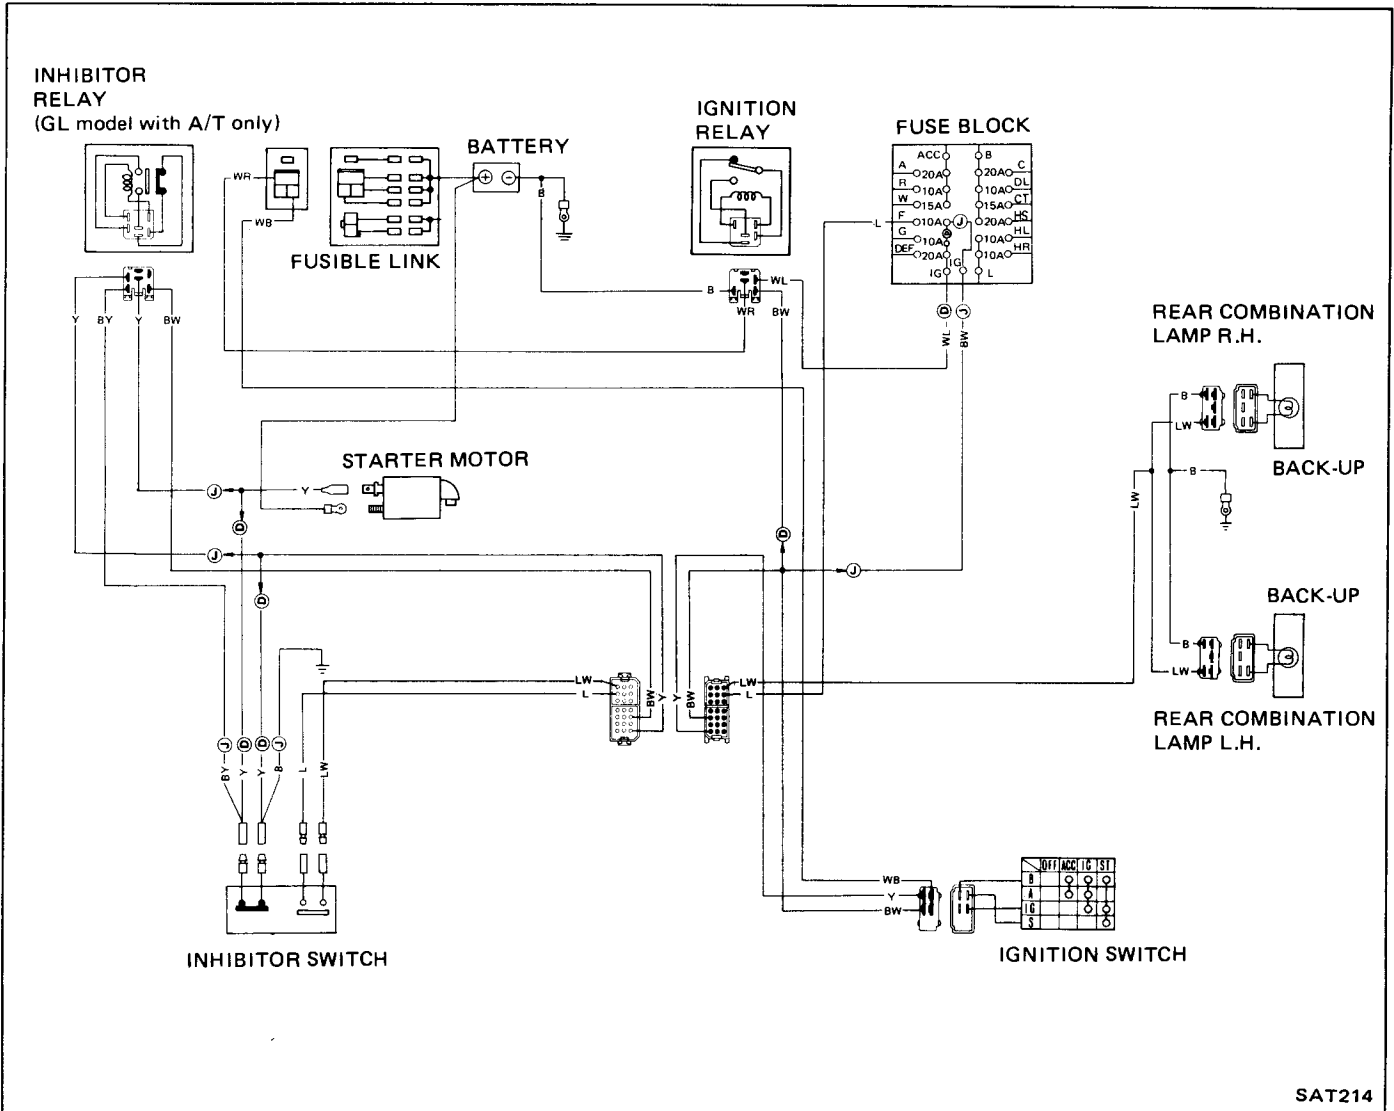 INHIBITOR
RELAY
(GL model with A/T only)
BATTERY
FUSIBLE LINK
IGNITION
RELAY
FUSE BLOCK
ACC
B
A
20A
20A
C
R
10A
10A
DL
W
15A
15A
CT
F
10A
J
20A
HS
G
10A
10A
HL
DEF
20A
10A
HR
IG
IG
L
WR
WB
B
L
B
WL
WR
BW
D
J
WL
BW
Y
BY
Y
BW
REAR COMBINATION
LAMP R.H.
B
LW
BACK-UP
B
LW
STARTER MOTOR
J
Y
D
J
D
D
J
BACK-UP
B
LW
REAR COMBINATION
LAMP L.H.
LW
L
BW
Y
Y
BW
LW
L
J
D
D
J
BY
Y
Y
B
L
LW
INHIBITOR SWITCH
WB
Y
BW
OFF
ACC
IG
ST
B
A
IG
S
IGNITION SWITCH
SAT214